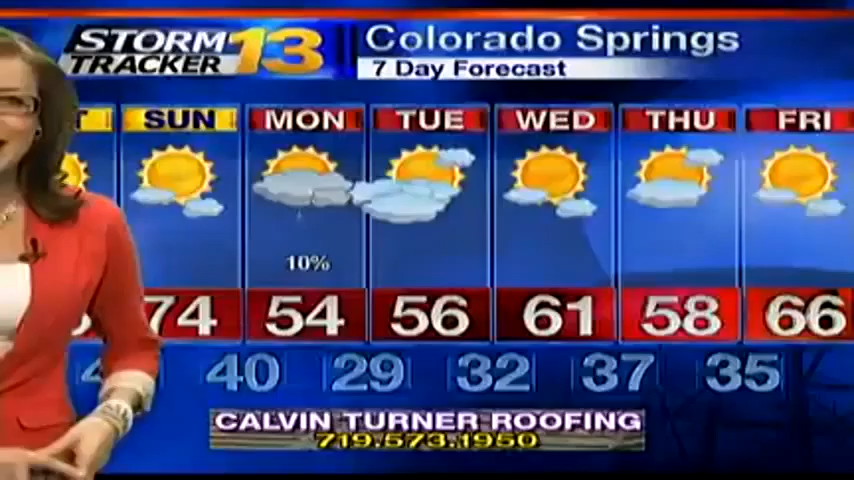 STORM
TRACKER 13
Colorado Springs
7 Day Forecast
SUN MON TUE WED THU FRI
10%
74 54 56 61 58 66
40 29 32 37 35
CALVIN TURNER ROOFING
719.573.1950